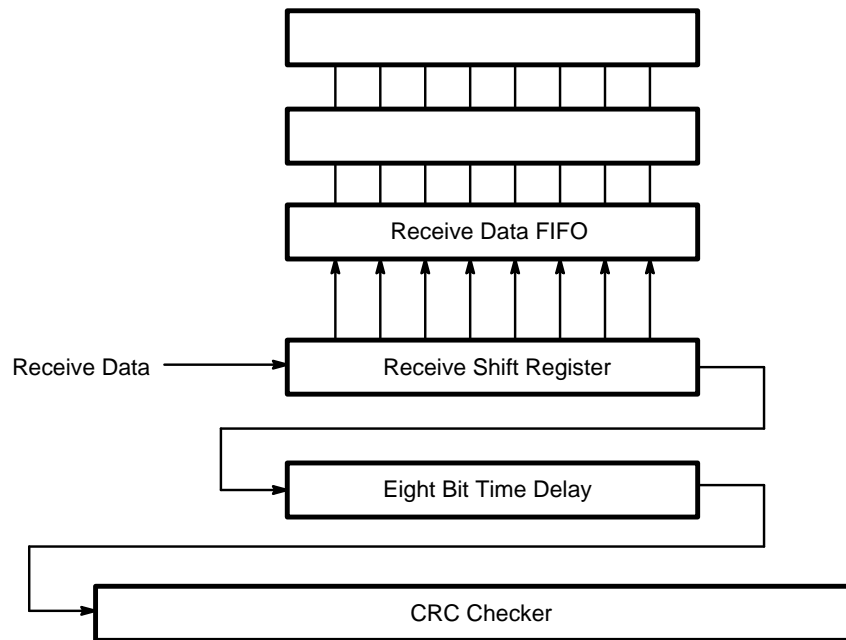 Receive Data FIFO
Receive Data
Receive Shift Register
Eight Bit Time Delay
CRC Checker